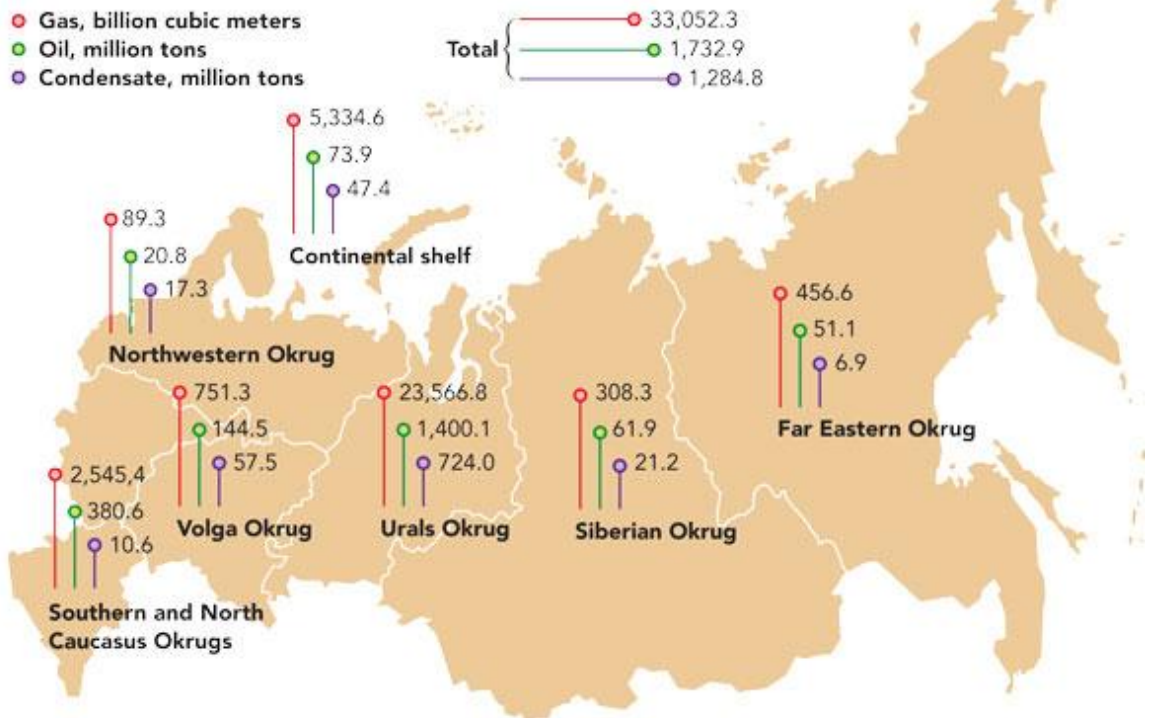 Gas, billion cubic meters
Oil, million tons
Condensate, million tons
Total
33,052.3
1,732.9
1,284.8
5,334.6
73.9
47.4
Continental shelf
89.3
20.8
17.3
Northwestern Okrug
456.6
51.1
6.9
Far Eastern Okrug
751.3
144.5
57.5
Volga Okrug
23,566.8
1,400.1
724.0
Urals Okrug
308.3
61.9
21.2
Siberian Okrug
2,545,4
380.6
10.6
Southern and North
Caucasus Okrugs